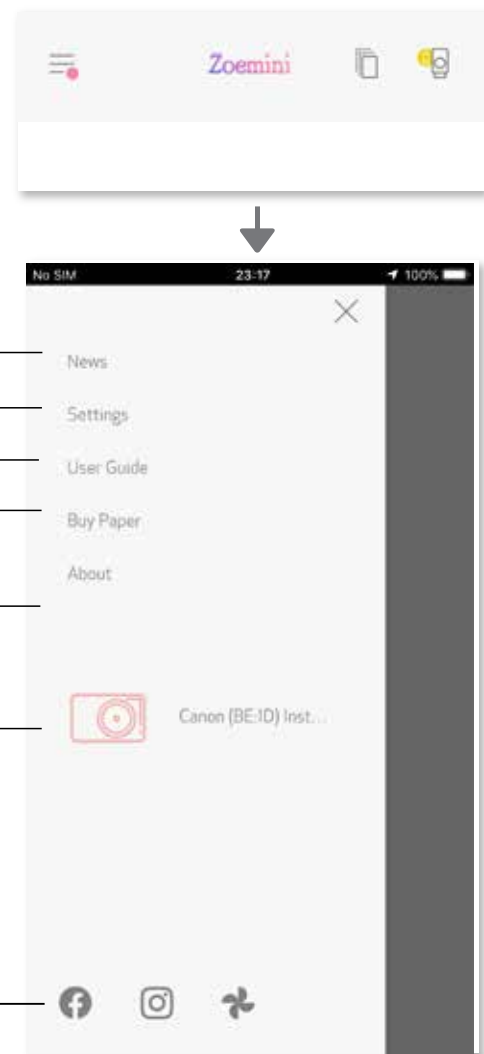 Zoemini
No SIM 23:17 100%
News
Settings
User Guide
Buy Paper
About
Canon (BE:1D) Inst...